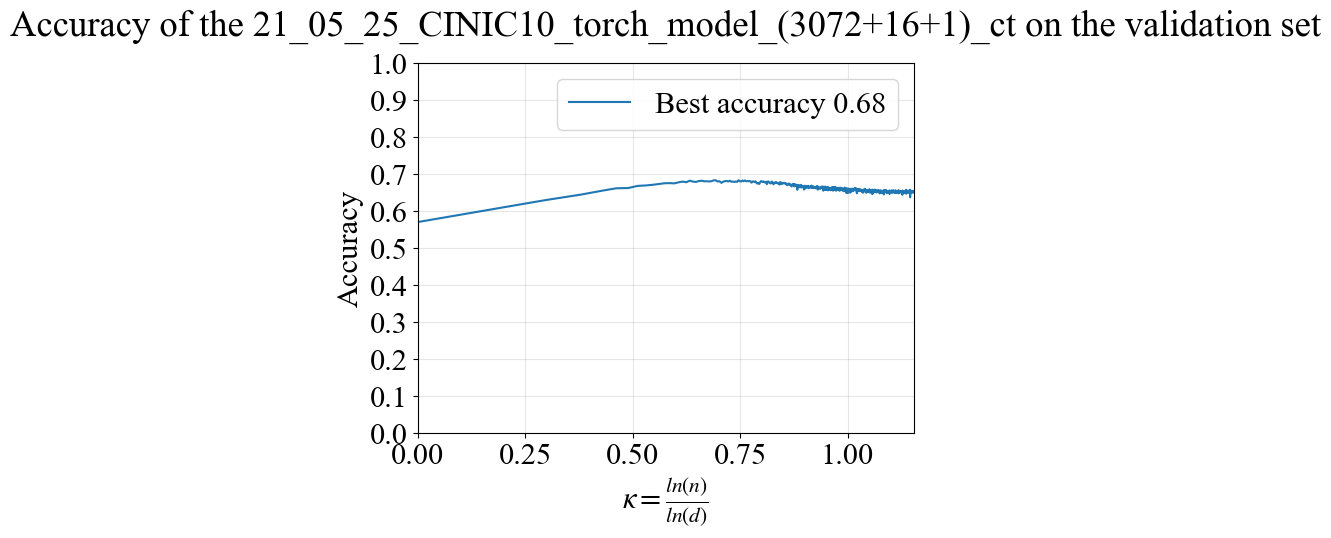 Accuracy of the 21_05_25_CINIC10_torch_model_(3072+16+1)_ct on the validation set
1.0
0.9
0.8
0.7
0.6
0.5
0.4
0.3
0.2
0.1
0.0
Accuracy
Best accuracy 0.68
0.00 0.25 0.50 0.75 1.00
κ = ln(n)/ln(d)